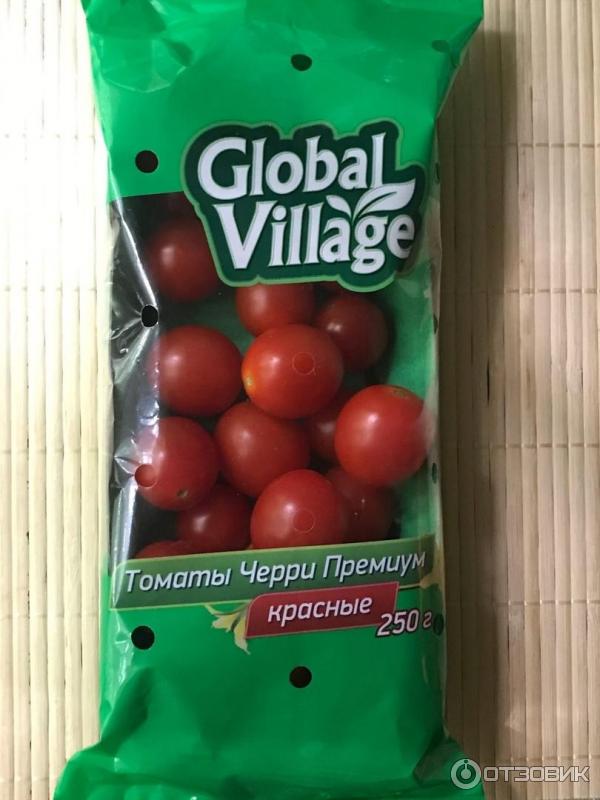 Global
Village
Томаты Черри Премиум
красные
250 г
ОТЗОВИК